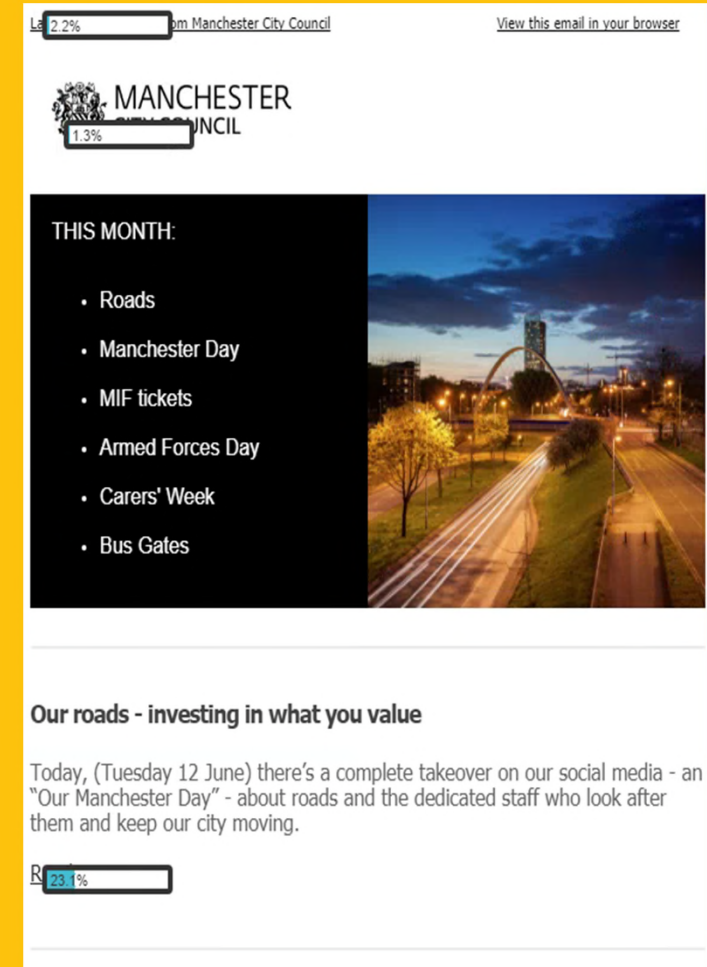 2.2% om Manchester City Council
View this email in your browser
MANCHESTER
1.3% UNCIL
THIS MONTH:
• Roads
• Manchester Day
• MIF tickets
• Armed Forces Day
• Carers' Week
• Bus Gates
Our roads - investing in what you value
Today, (Tuesday 12 June) there's a complete takeover on our social media - an
“Our Manchester Day” - about roads and the dedicated staff who look after
them and keep our city moving.
23.1%